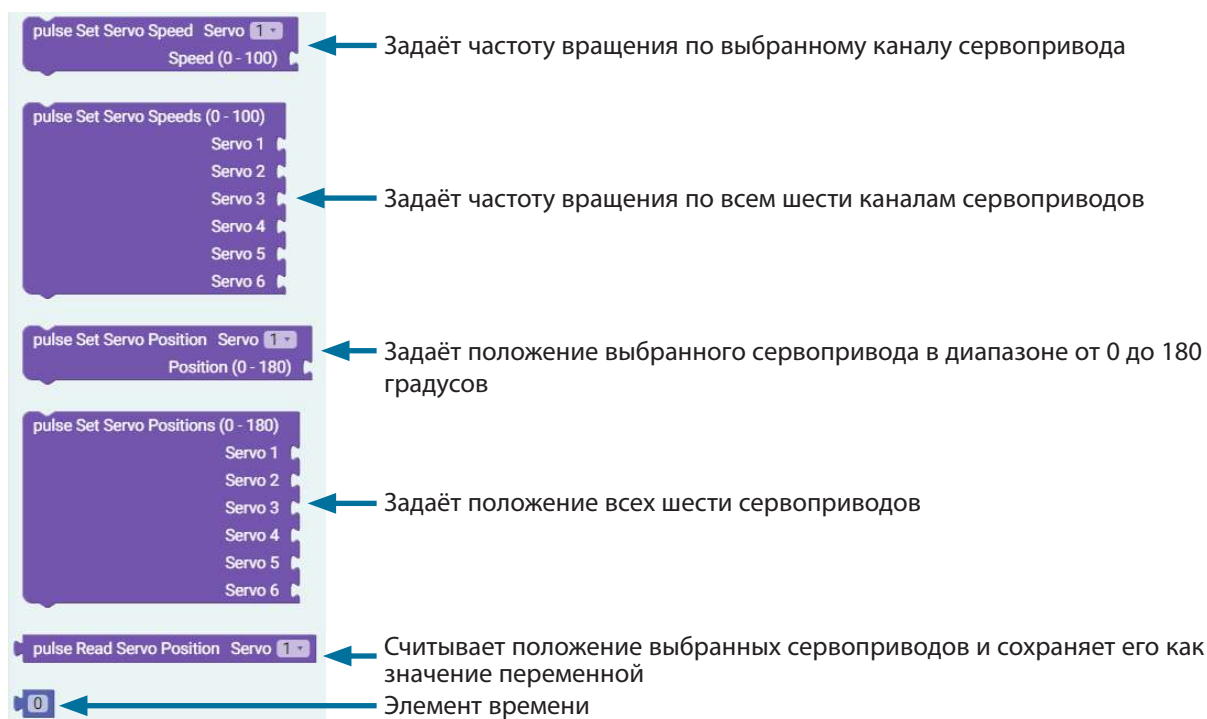 pulse Set Servo Speed Servo 1
Speed (0 - 100)
Задаёт частоту вращения по выбранному каналу сервопривода
pulse Set Servo Speeds (0 - 100)
Servo 1
Servo 2
Servo 3
Servo 4
Servo 5
Servo 6
Задаёт частоту вращения по всем шести каналам сервоприводов
pulse Set Servo Position Servo 1
Position (0 - 180)
Задаёт положение выбранного сервопривода в диапазоне от 0 до 180
градусов
pulse Set Servo Positions (0 - 180)
Servo 1
Servo 2
Servo 3
Servo 4
Servo 5
Servo 6
Задаёт положение всех шести сервоприводов
pulse Read Servo Position Servo 1
Считывает положение выбранных сервоприводов и сохраняет его как
значение переменной
0
Элемент времени